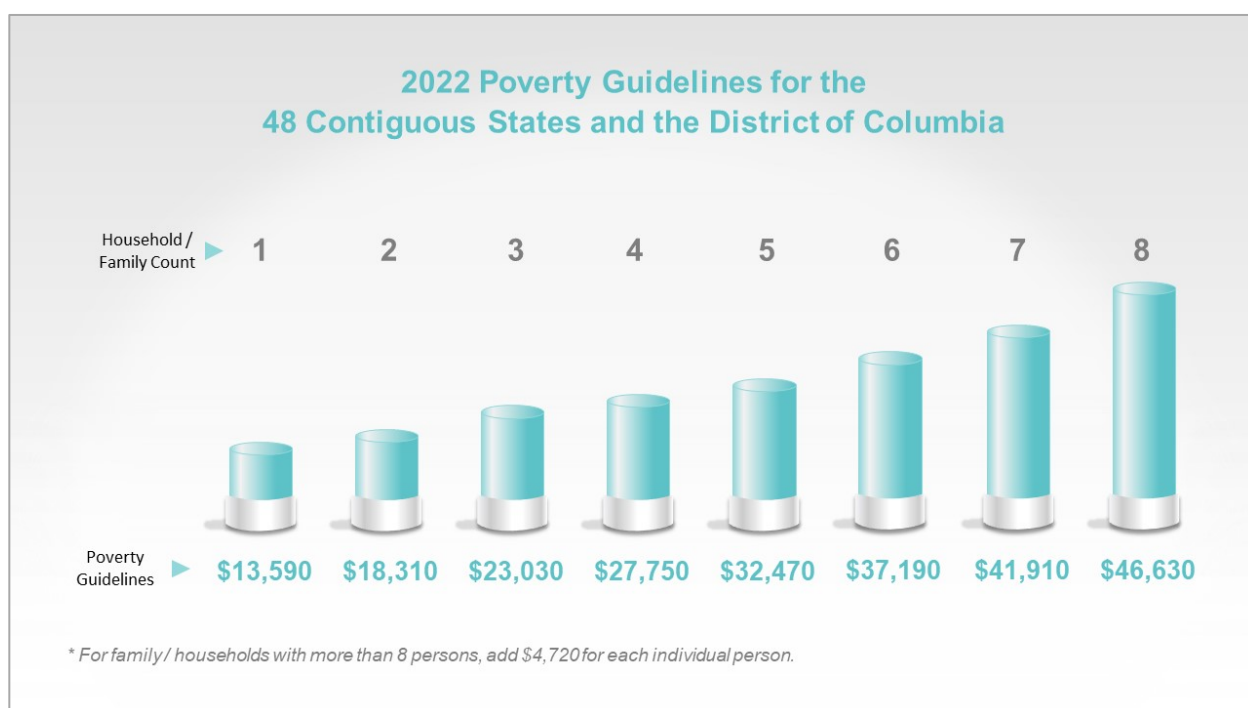 2022 Poverty Guidelines for the
48 Contiguous States and the District of Columbia
Household /
Family Count
1 2 3 4 5 6 7 8
Poverty
Guidelines
$13,590 $18,310 $23,030 $27,750 $32,470 $37,190 $41,910 $46,630
* For family / households with more than 8 persons, add $4,720 for each individual person.